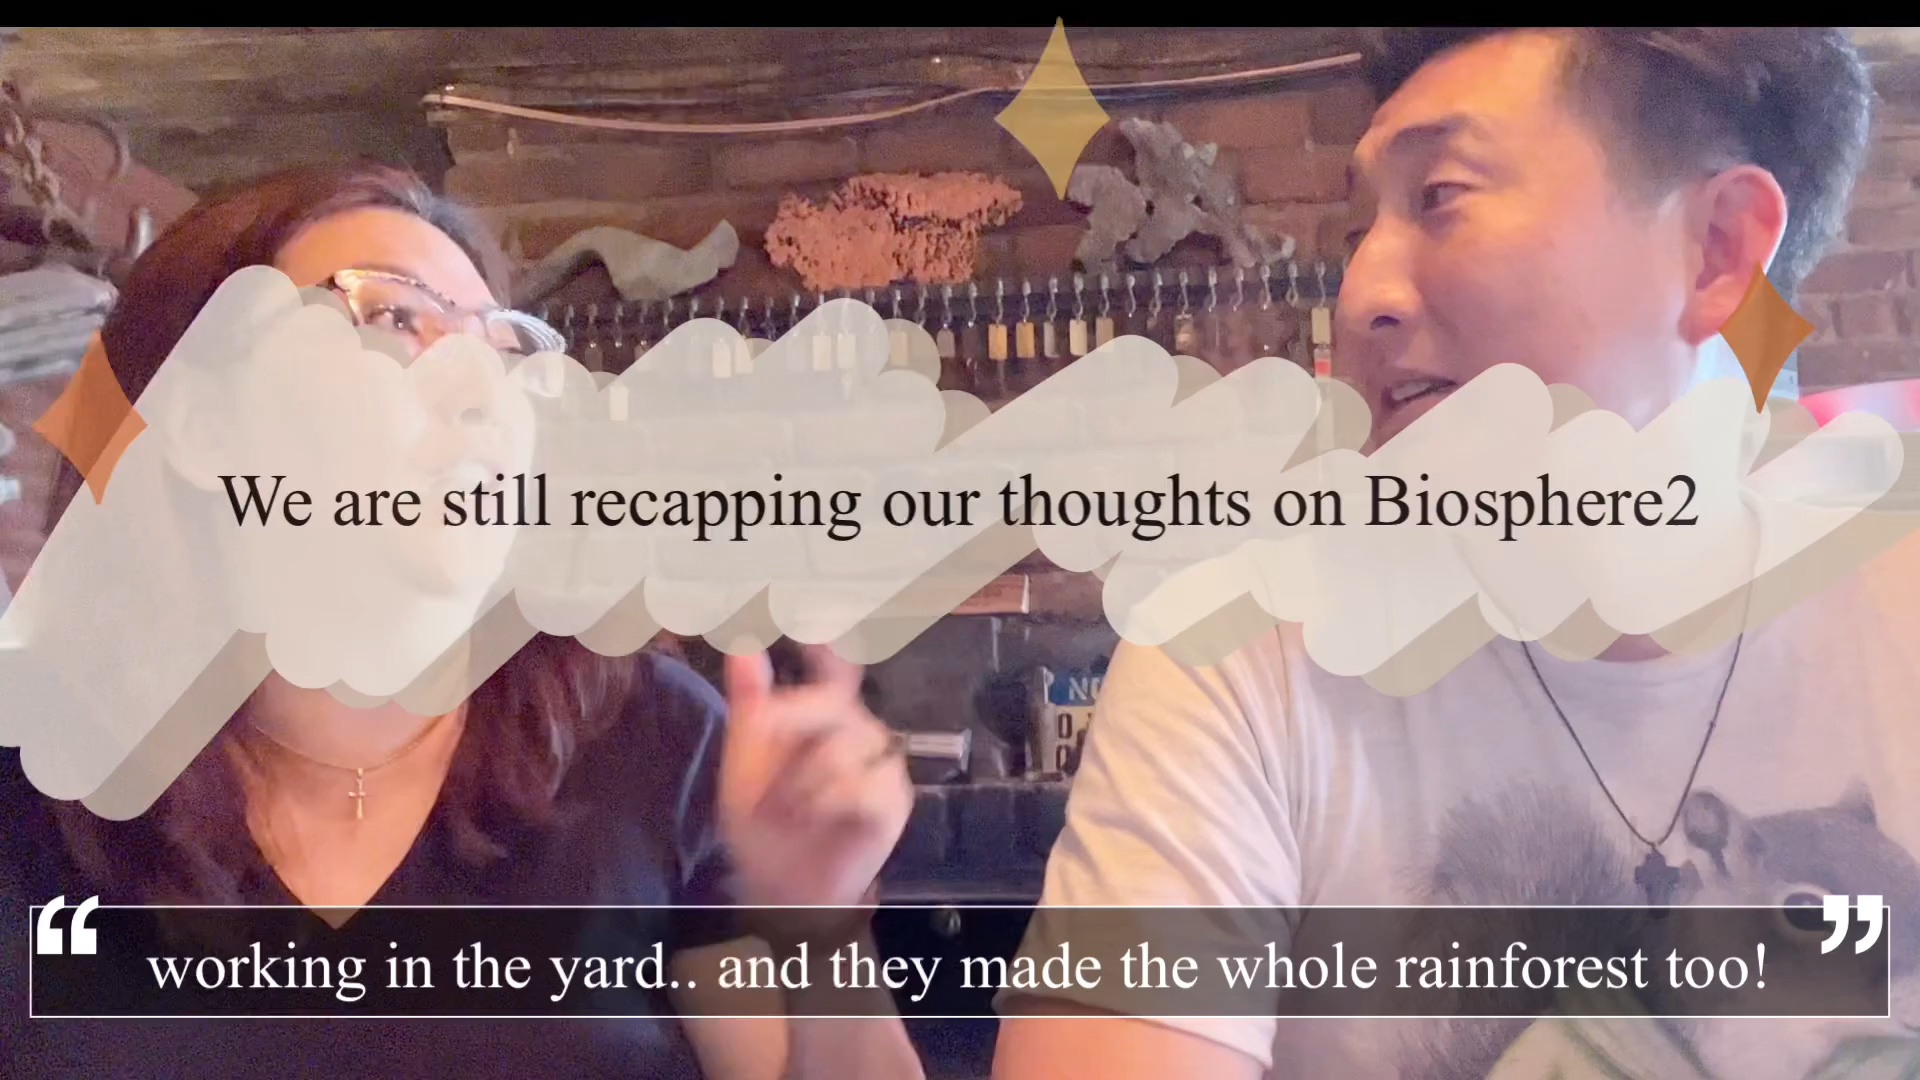 We are still recapping our thoughts on Biosphere2
NO
“ working in the yard.. and they made the whole rainforest too! ”